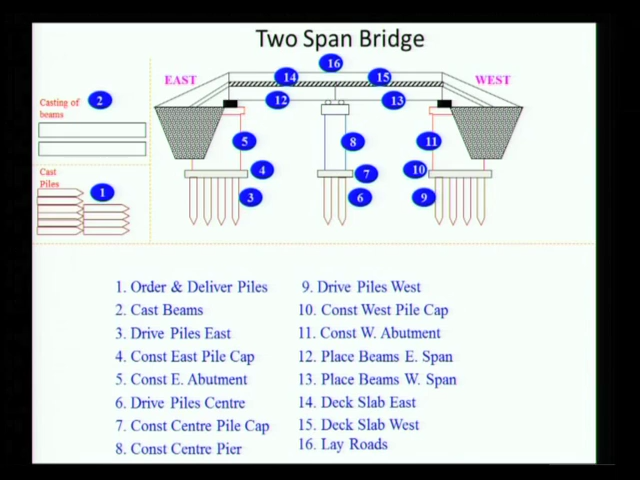 Two Span Bridge
16
EAST
14
15
WEST
Casting of
beams
2
12
13
5
8
11
Cast
Piles
4
7
10
1
3
6
9
1. Order & Deliver Piles
2. Cast Beams
3. Drive Piles East
4. Const East Pile Cap
5. Const E. Abutment
6. Drive Piles Centre
7. Const Centre Pile Cap
8. Const Centre Pier
9. Drive Piles West
10. Const West Pile Cap
11. Const W. Abutment
12. Place Beams E. Span
13. Place Beams W. Span
14. Deck Slab East
15. Deck Slab West
16. Lay Roads